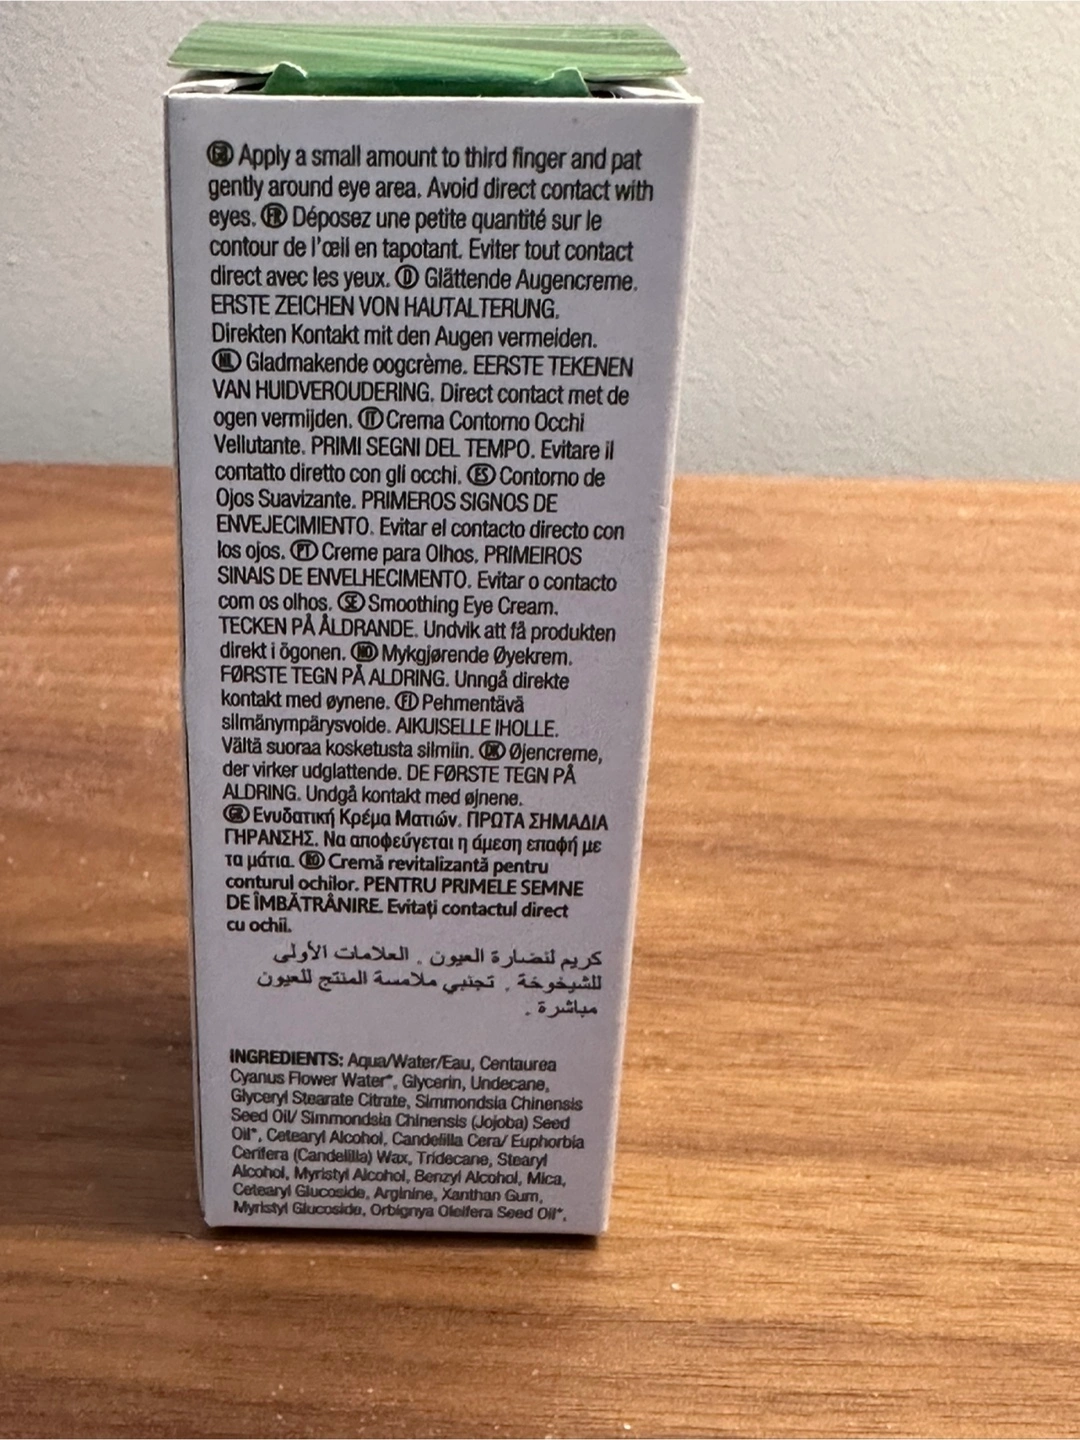 GB Apply a small amount to third finger and pat
gently around eye area. Avoid direct contact with
eyes. FR Déposez une petite quantité sur le
contour de l'œil en tapotant. Eviter tout contact
direct avec les yeux. D Glättende Augencreme.
ERSTE ZEICHEN VON HAUTALTERUNG.
Direkten Kontakt mit den Augen vermeiden.
NL Gladmakende oogcrème. EERSTE TEKENEN
VAN HUIDVEROUDERING. Direct contact met de
ogen vermijden. IT Crema Contorno Occhi
Vellutante. PRIMI SEGNI DEL TEMPO. Evitare il
contatto diretto con gli occhi. ES Contorno de
Ojos Suavizante. PRIMEROS SIGNOS DE
ENVEJECIMIENTO. Evitar el contacto directo con
los ojos. PT Creme para Olhos. PRIMEIROS
SINAIS DE ENVELHECIMENTO. Evitar o contacto
com os olhos. SE Smoothing Eye Cream.
TECKEN PÅ ÅLDRANDE. Undvik att få produkten
direkt i ögonen. NO Mykgjørende Øyekrem.
FØRSTE TEGN PÅ ALDRING. Unngå direkte
kontakt med øynene. FI Pehmentävä
silmänympärysvoide. AIKUISELLE IHOLLE.
Vältä suoraa kosketusta silmiin. DK Øjencreme,
der virker udglattende. DE FØRSTE TEGN PÅ
ALDRING. Undgå kontakt med øjnene.
GR Ενυδατική Κρέμα Ματιών. ΠΡΩΤΑ ΣΗΜΑΔΙΑ
ΓΗΡΑΝΣΗΣ. Να αποφεύγεται η άμεση επαφή με
τα μάτια. RO Cremă revitalizantă pentru
conturul ochilor. PENTRU PRIMELE SEMNE
DE ÎMBĂTRÂNIRE. Evitați contactul direct
cu ochii.
كريم لنضارة العيون . العلامات الأولى
للشيخوخة . تجنبي ملامسة المنتج للعيون
مباشرة .
INGREDIENTS: Aqua/Water/Eau, Centaurea
Cyanus Flower Water*, Glycerin, Undecane,
Glyceryl Stearate Citrate, Simmondsia Chinensis
Seed Oil/ Simmondsia Chinensis (Jojoba) Seed
Oil*, Cetearyl Alcohol, Candelilla Cera/ Euphorbia
Cerifera (Candelilla) Wax, Tridecane, Stearyl
Alcohol, Myristyl Alcohol, Benzyl Alcohol, Mica,
Cetearyl Glucoside, Arginine, Xanthan Gum,
Myristyl Glucoside, Orbignya Oleifera Seed Oil*,